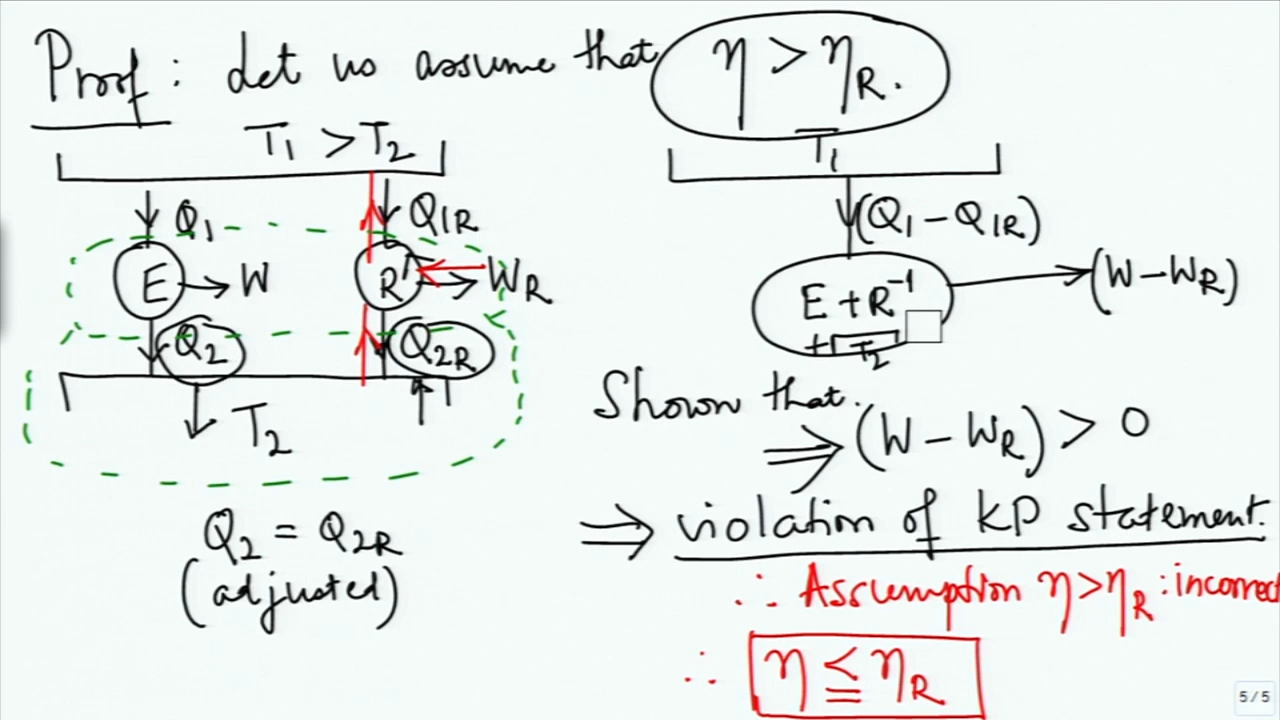 Proof : Let us assume that η > ηR.
T1 > T2
Q1
Q1R
E
W
R
WR
Q2
Q2R
T2
Q2 = Q2R
(adjusted)
T1
(Q1 - Q1R)
E + R⁻¹
+ T2
(W - WR)
Shown that.
⇒ (W - WR) > 0
⇒ violation of KP statement.
∴ Assumption η > ηR : incorrect
∴ η ≦ ηR
5/5